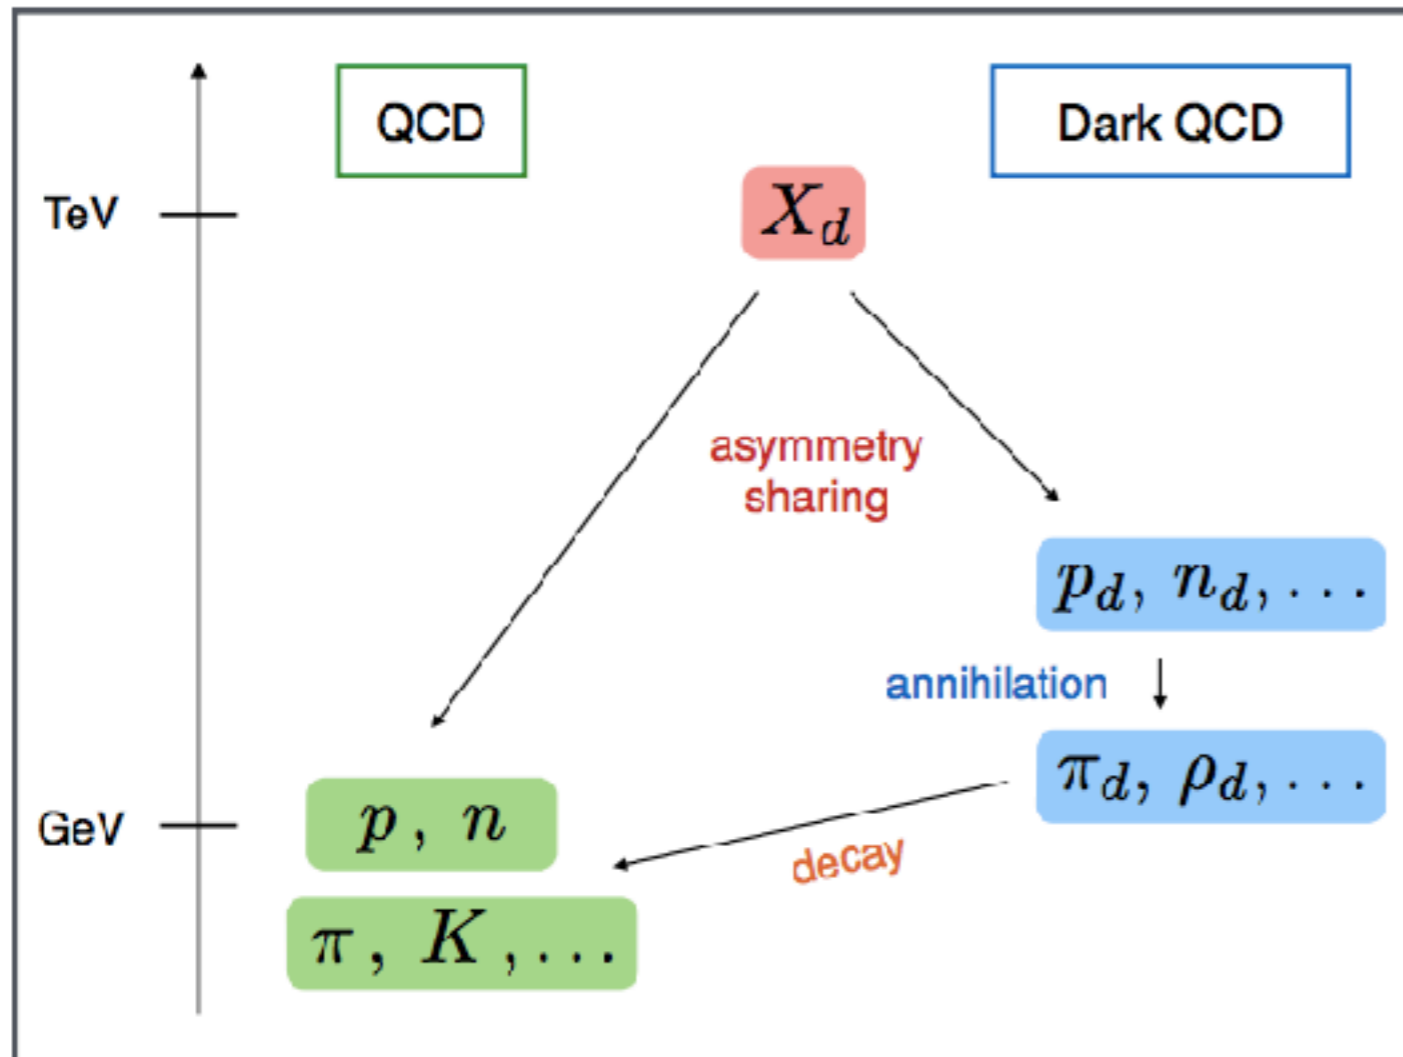 QCD
Dark QCD
TeV
X_d
asymmetry
sharing
p_d, n_d, ...
annihilation
π_d, ρ_d, ...
GeV
p, n
decay
π, K, ...